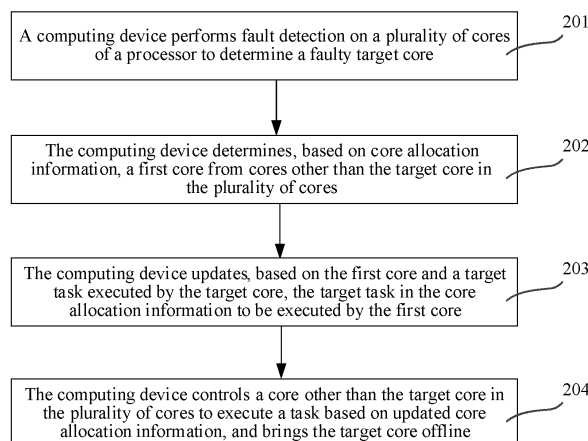 A computing device performs fault detection on a plurality of cores
of a processor to determine a faulty target core
201
The computing device determines, based on core allocation
information, a first core from cores other than the target core in
the plurality of cores
202
The computing device updates, based on the first core and a target
task executed by the target core, the target task in the core
allocation information to be executed by the first core
203
The computing device controls a core other than the target core in
the plurality of cores to execute a task based on updated core
allocation information, and brings the target core offline
204